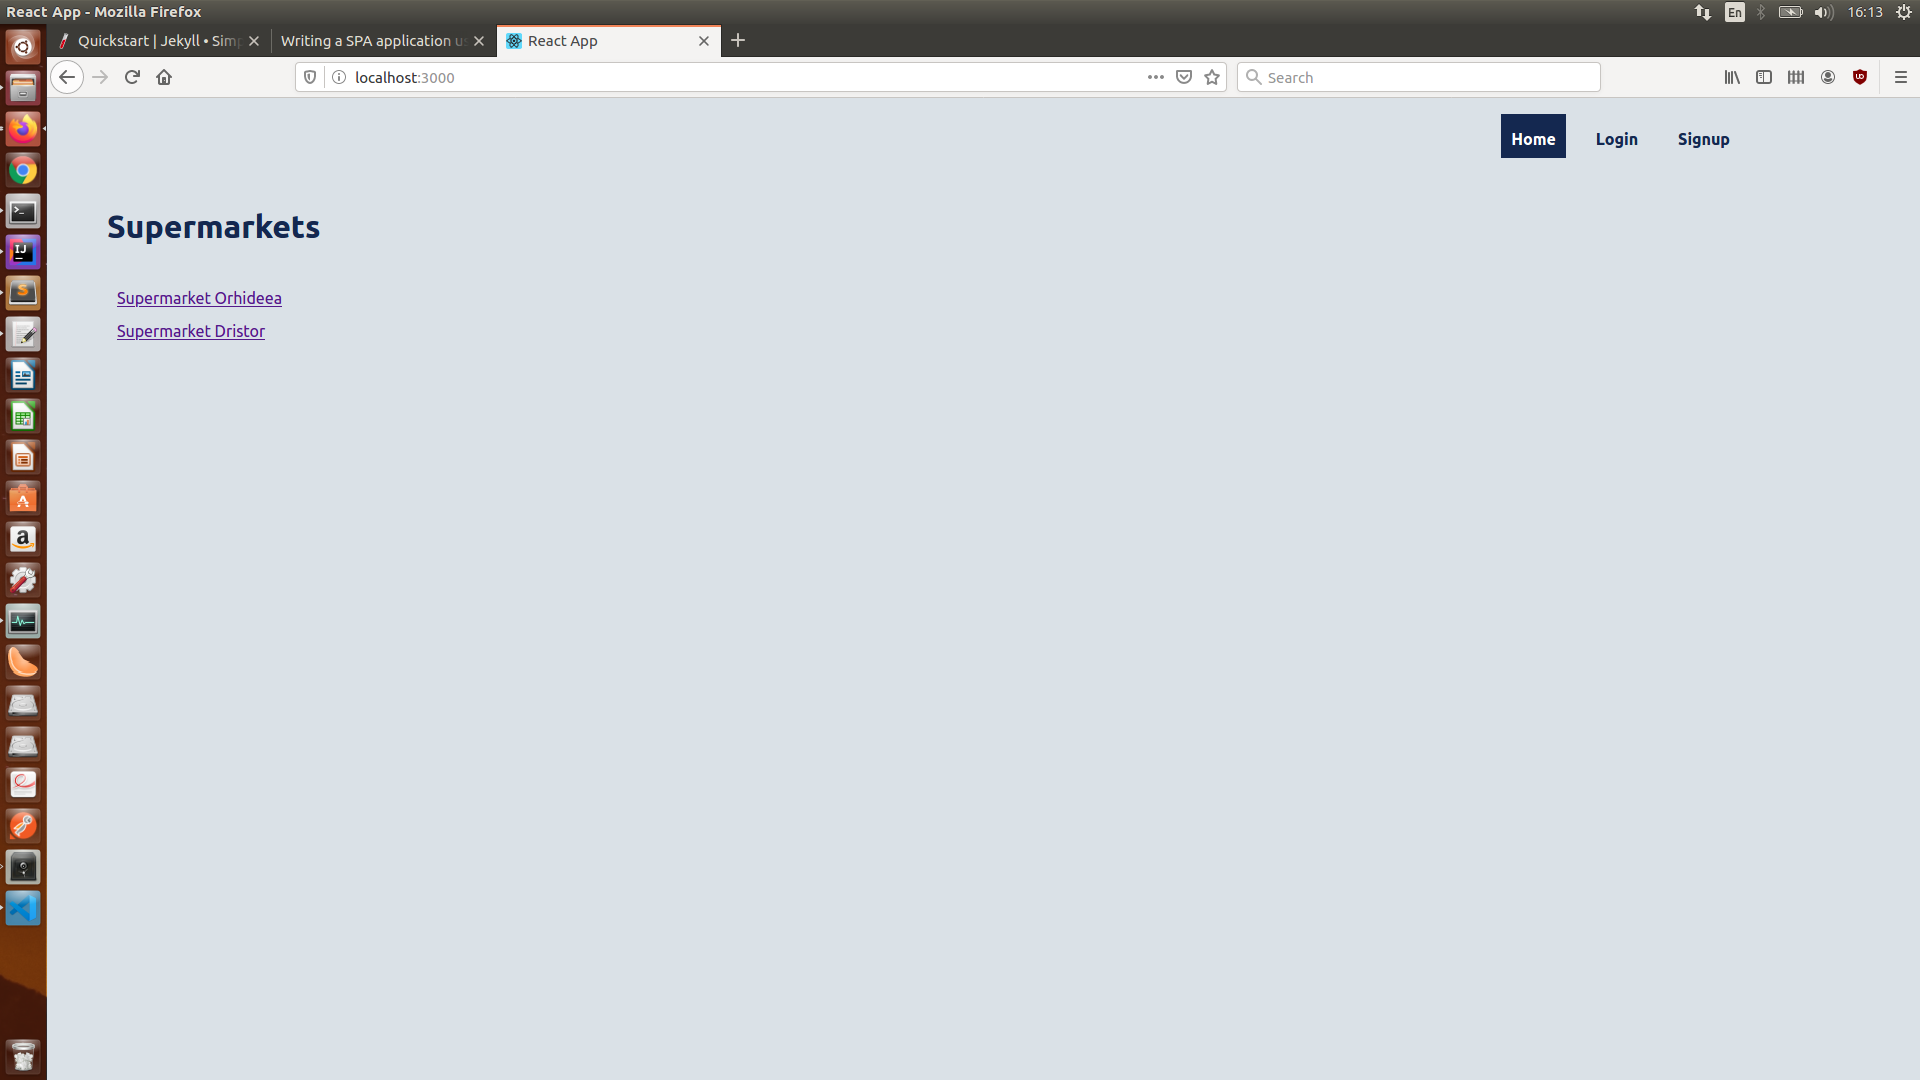 React App - Mozilla Firefox
En
16:13
Quickstart | Jekyll • Sim
Writing a SPA application u
React App
localhost:3000
Search
Home
Login
Signup
Supermarkets
Supermarket Orhideea
Supermarket Dristor